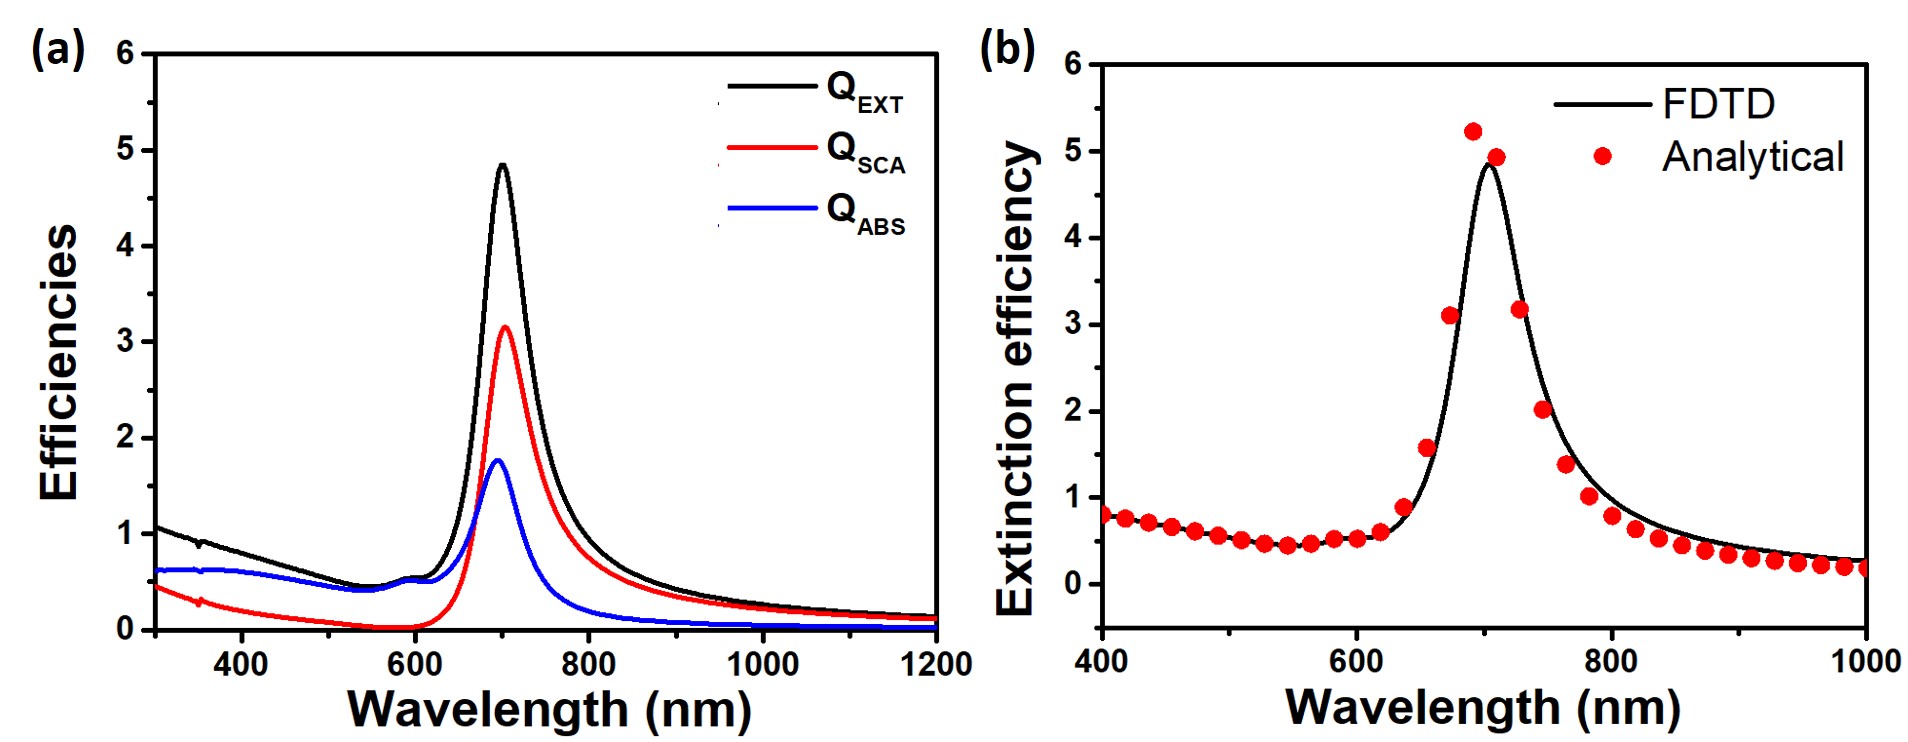 (a)
6
5
4
3
2
1
0
Efficiencies
Q_EXT
Q_SCA
Q_ABS
400 600 800 1000 1200
Wavelength (nm)
(b)
6
5
4
3
2
1
0
Extinction efficiency
FDTD
Analytical
400 600 800 1000
Wavelength (nm)